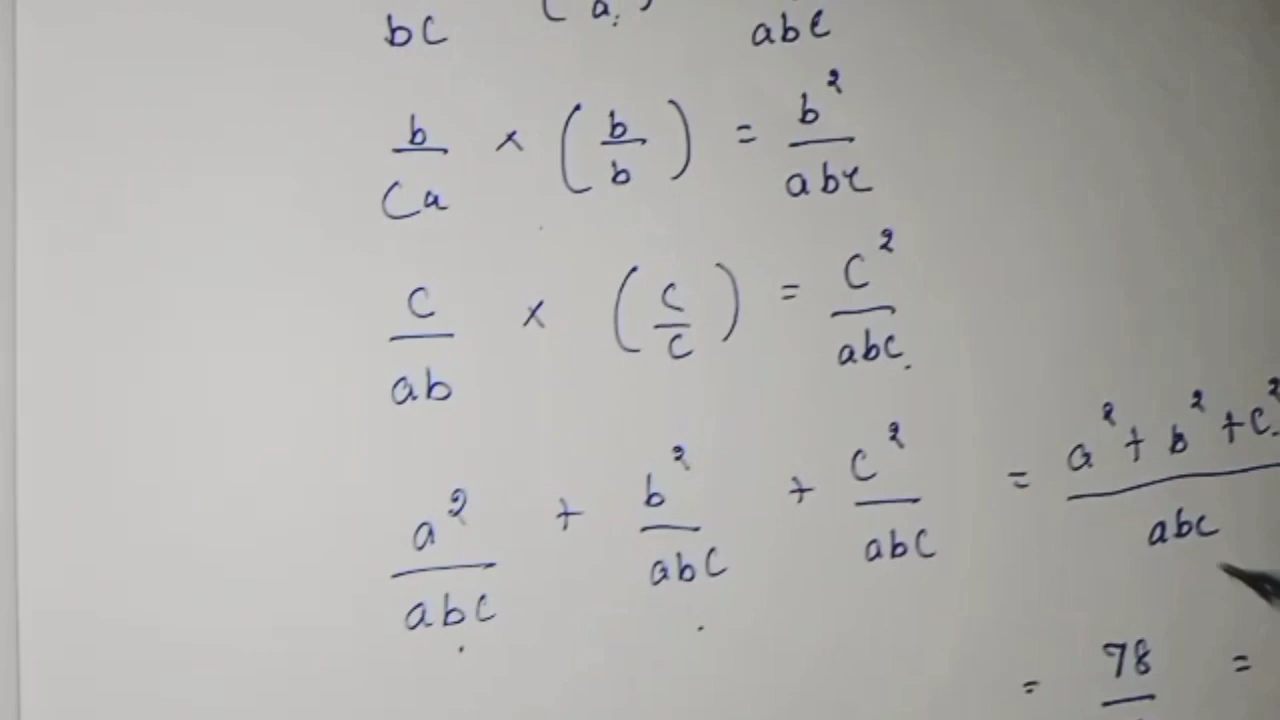 bc ( a ) abc
b/ca × (b/b) = b²/abc
c/ab × (c/c) = c²/abc.
a²/abc + b²/abc + c²/abc = a² + b² + c²/abc
= 78 =